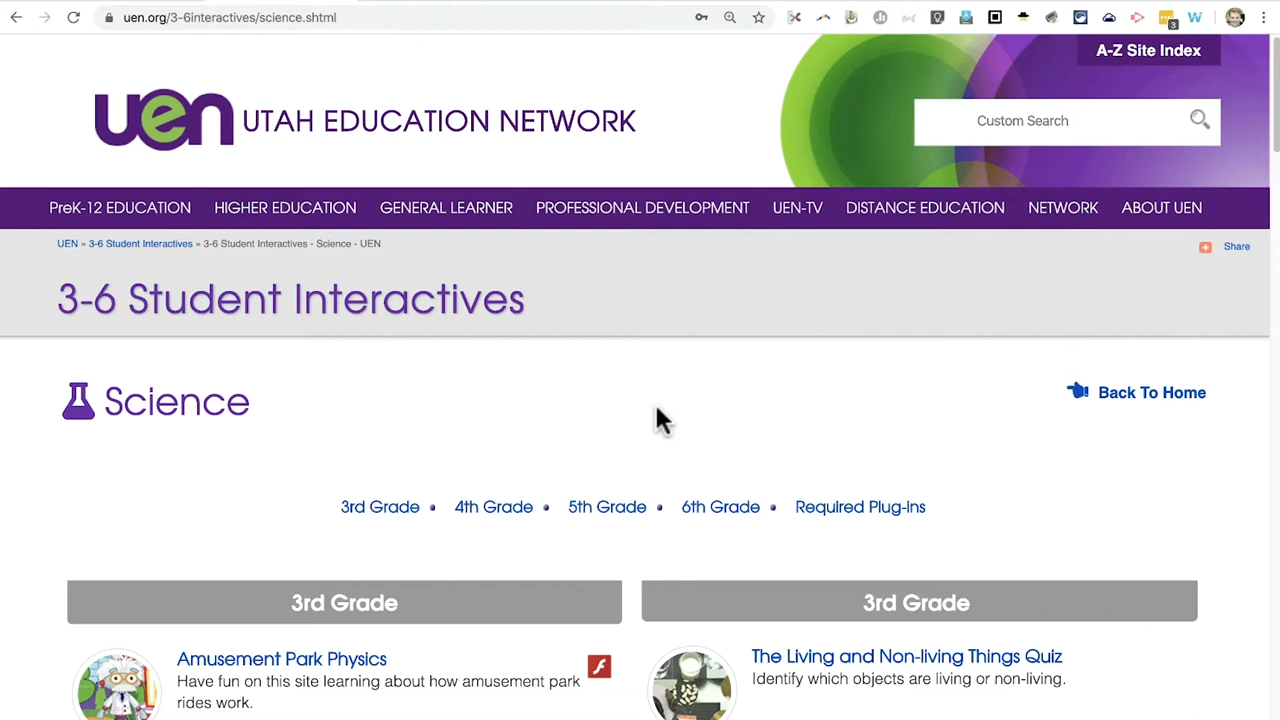 uen.org/3-6interactives/science.shtml
3
A-Z Site Index
uen UTAH EDUCATION NETWORK
Custom Search
PreK-12 EDUCATION HIGHER EDUCATION GENERAL LEARNER PROFESSIONAL DEVELOPMENT UEN-TV DISTANCE EDUCATION NETWORK ABOUT UEN
UEN » 3-6 Student Interactives » 3-6 Student Interactives - Science - UEN
Share
3-6 Student Interactives
Science
Back To Home
3rd Grade • 4th Grade • 5th Grade • 6th Grade • Required Plug-ins
3rd Grade
Amusement Park Physics
Have fun on this site learning about how amusement park
rides work.
3rd Grade
The Living and Non-living Things Quiz
Identify which objects are living or non-living.